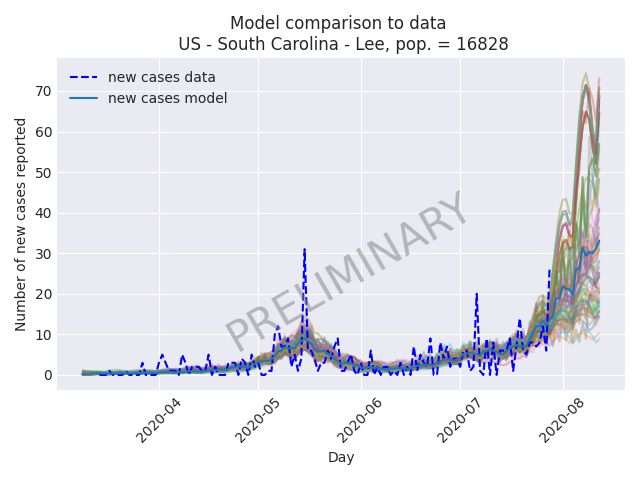 Model comparison to data
US - South Carolina - Lee, pop. = 16828
new cases data
new cases model
Number of new cases reported
70
60
50
40
30
20
10
0
PRELIMINARY
2020-04
2020-05
2020-06
2020-07
2020-08
Day